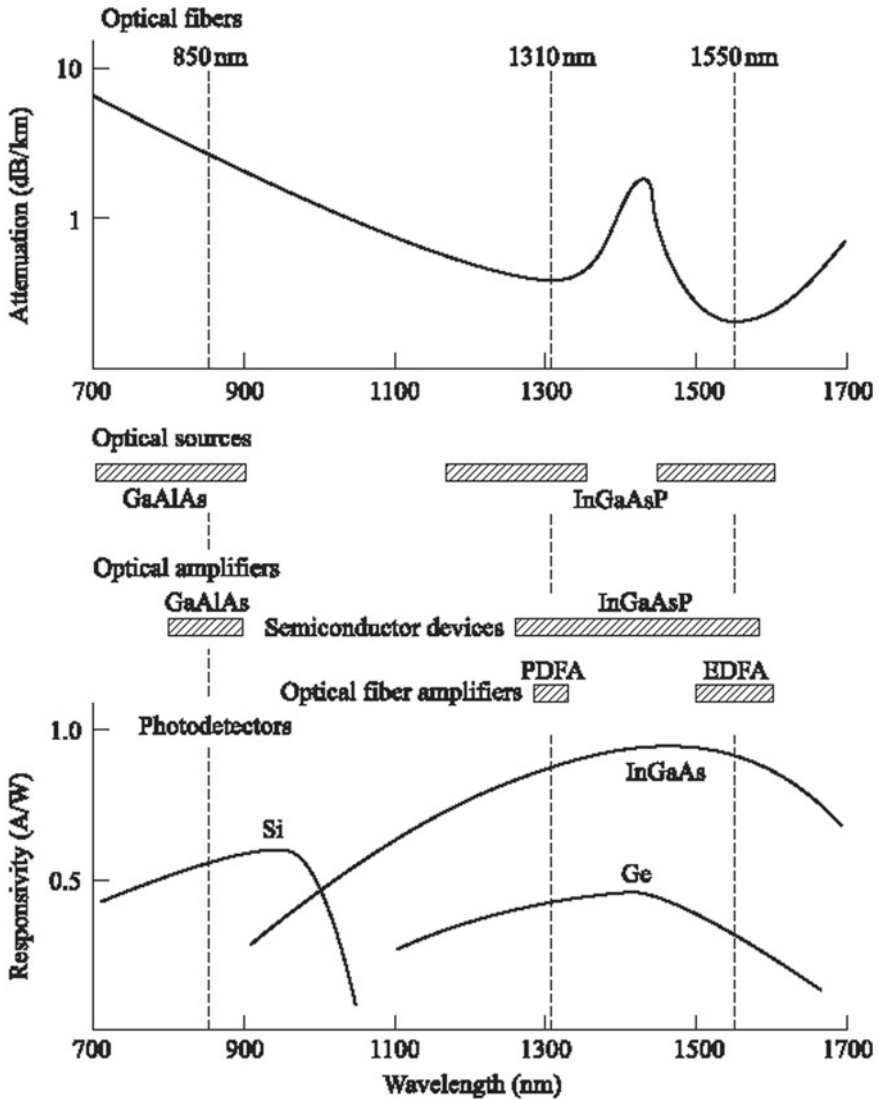 Optical fibers
850 nm 1310 nm 1550 nm
10
1
Attenuation (dB/km)
700 900 1100 1300 1500 1700
Optical sources
GaAlAs InGaAsP
Optical amplifiers
GaAlAs InGaAsP
Semiconductor devices
PDFA EDFA
Optical fiber amplifiers
1.0
Photodetectors
InGaAs
Si
Ge
0.5
Responsivity (A/W)
700 900 1100 1300 1500 1700
Wavelength (nm)